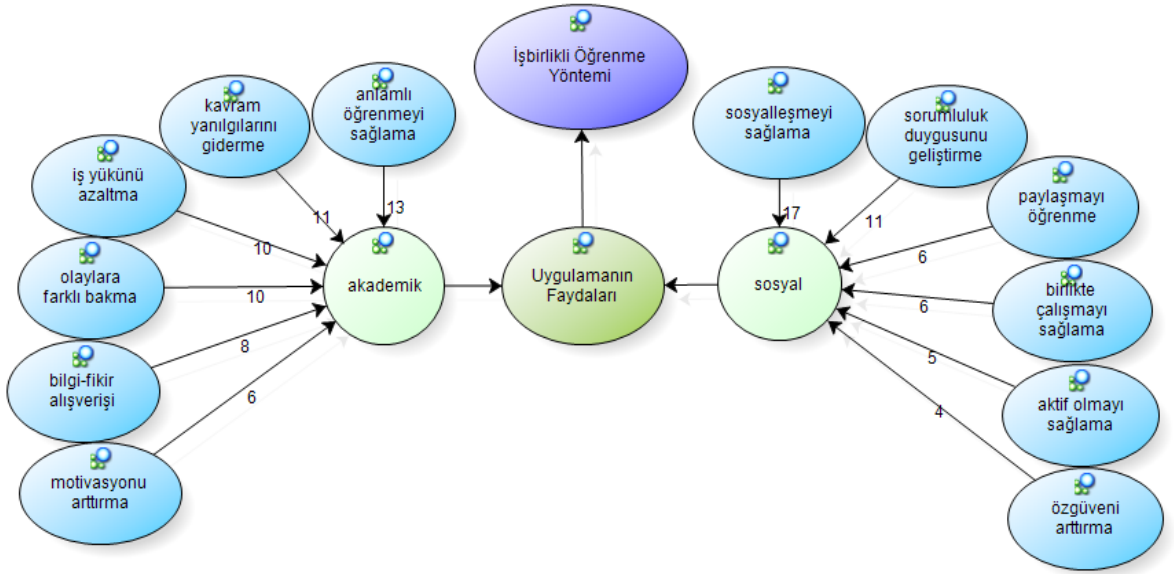 İşbirlikli Öğrenme
Yöntemi
anlamlı
öğrenmeyi
sağlama
kavram
yanılgılarını
giderme
iş yükünü
azaltma
olaylara
farklı bakma
bilgi-fikir
alışverişi
motivasyonu
arttırma
13
11
10
10
8
6
akademik
Uygulamanın
Faydaları
sosyal
sosyalleşmeyi
sağlama
sorumluluk
duygusunu
geliştirme
paylaşmayı
öğrenme
birlikte
çalışmayı
sağlama
aktif olmayı
sağlama
özgüveni
arttırma
17
11
6
6
5
4